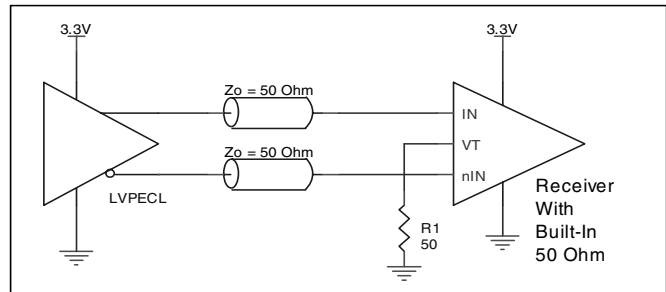 3.3V
3.3V
Zo = 50 Ohm
IN
VT
Zo = 50 Ohm
nIN
LVPECL
R1
50
Receiver
With
Built-In
50 Ohm